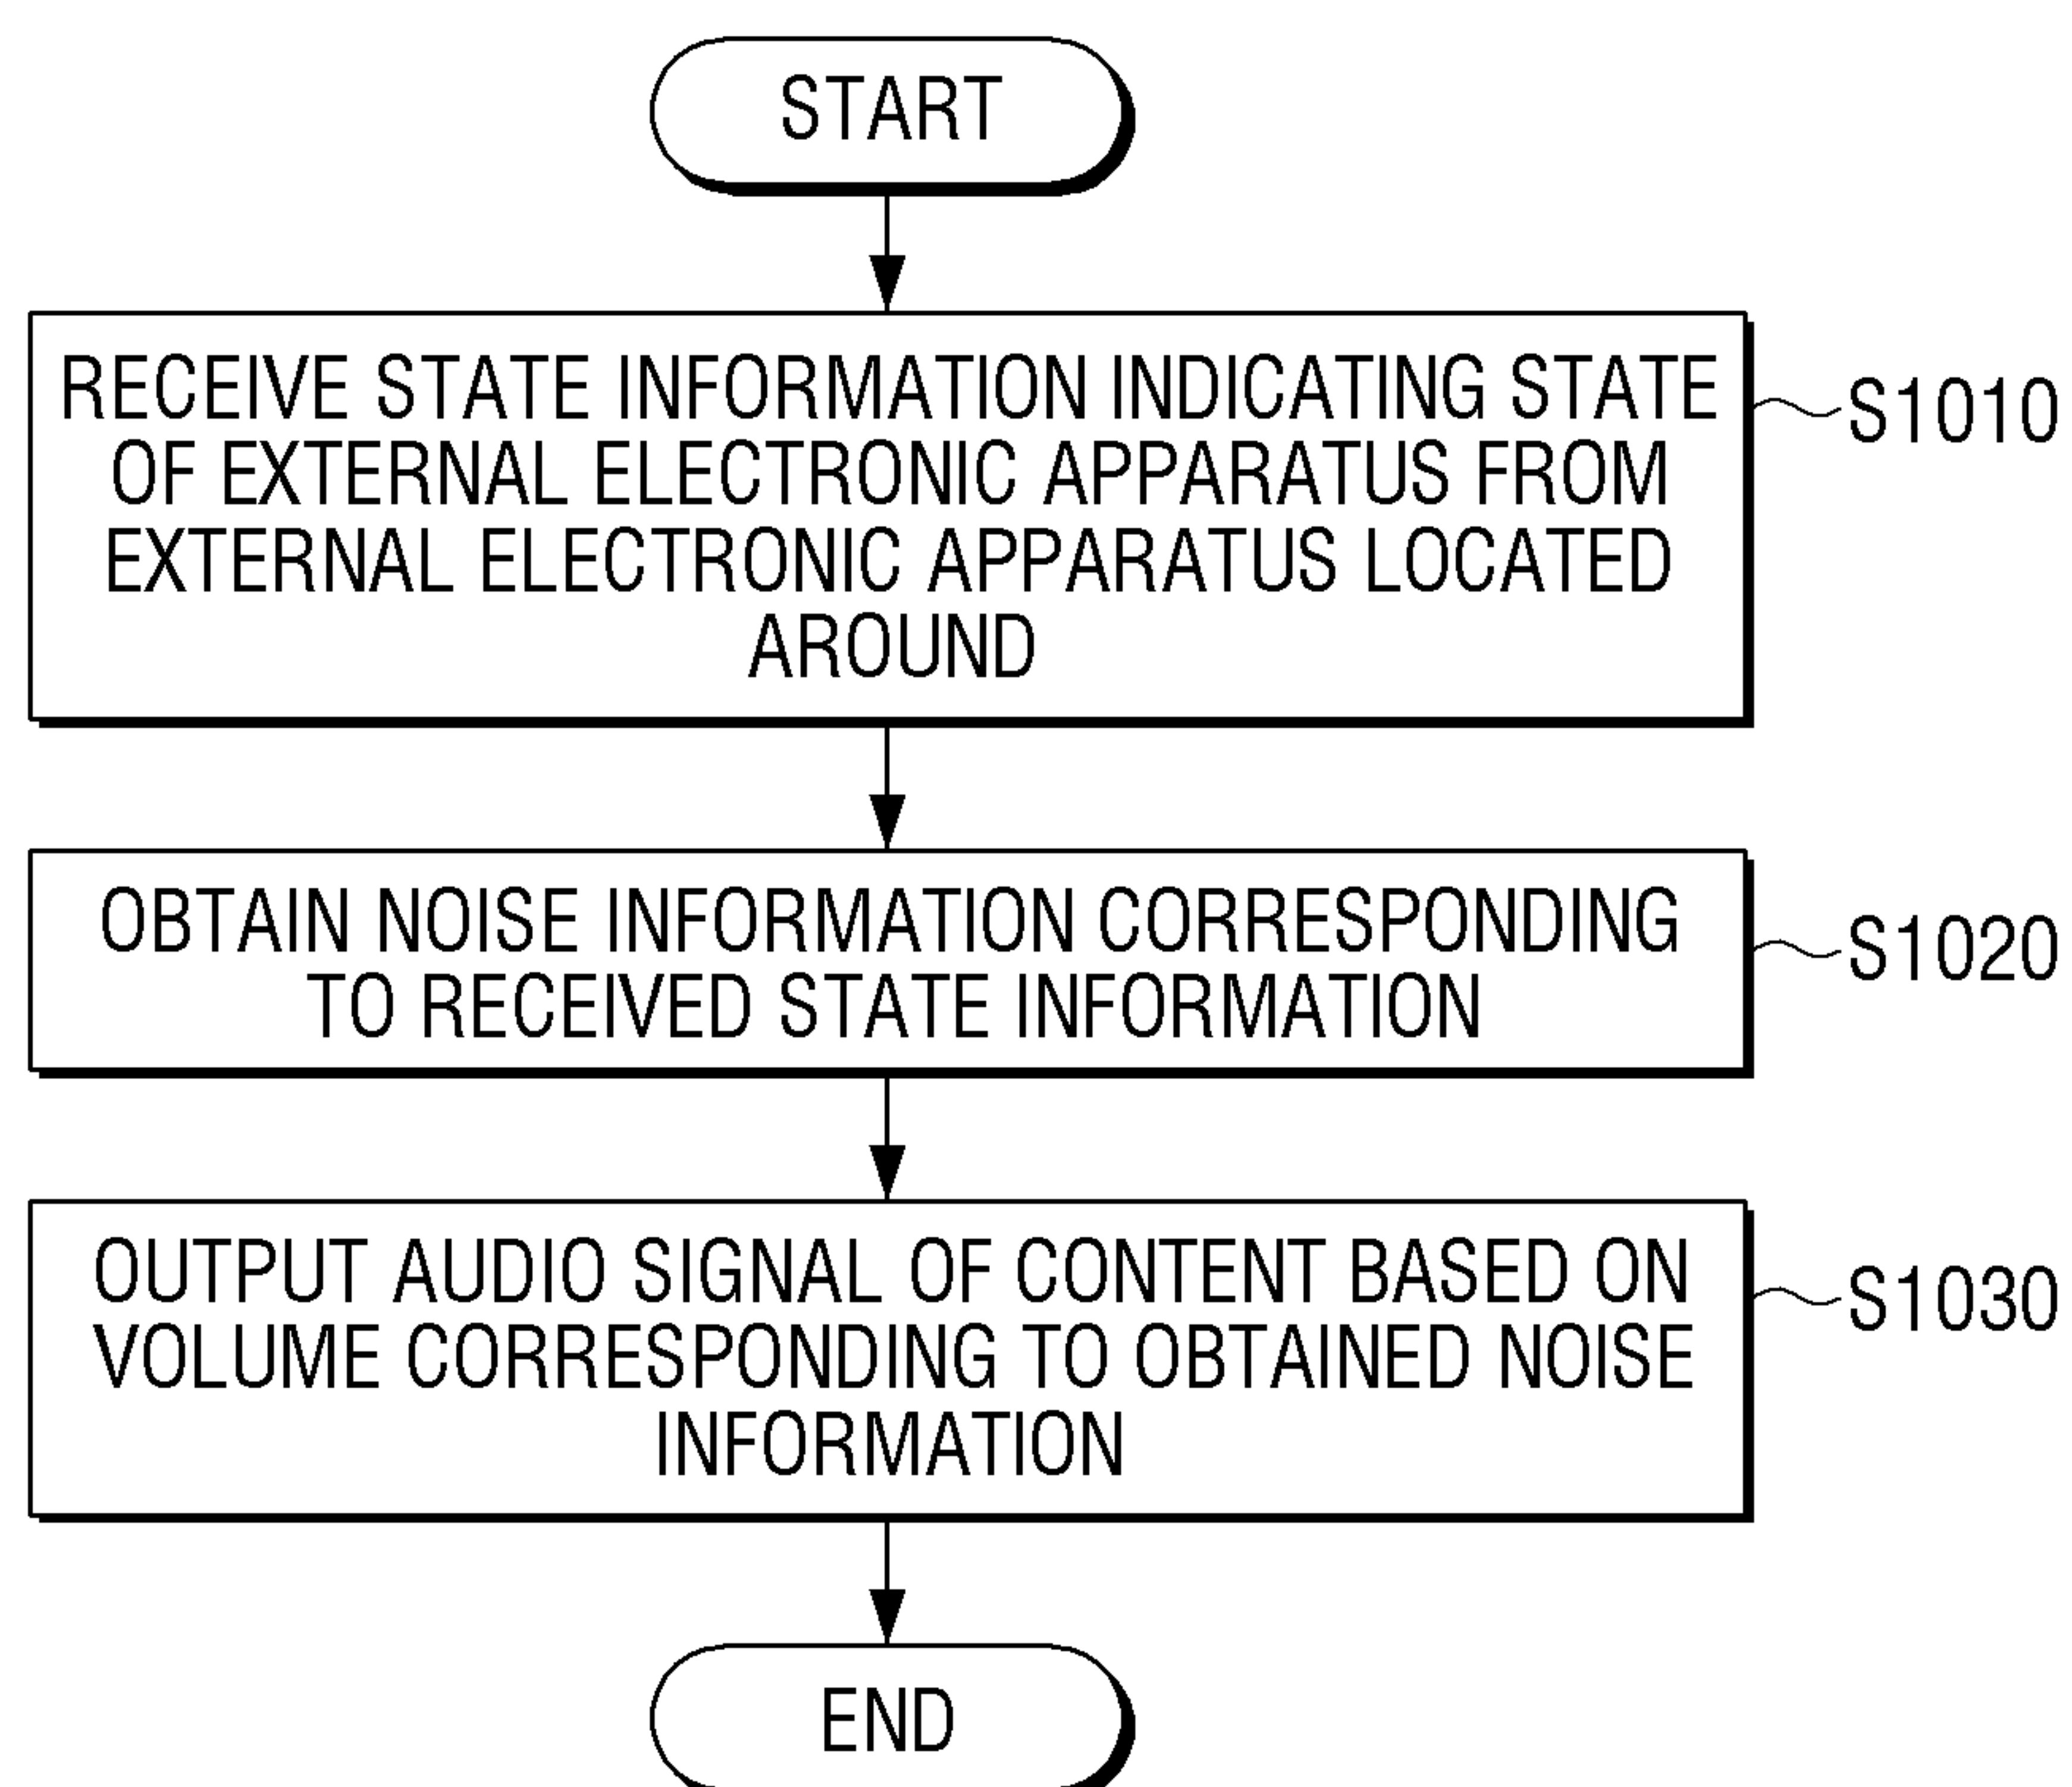 START
RECEIVE STATE INFORMATION INDICATING STATE
OF EXTERNAL ELECTRONIC APPARATUS FROM
EXTERNAL ELECTRONIC APPARATUS LOCATED
AROUND
S1010
OBTAIN NOISE INFORMATION CORRESPONDING
TO RECEIVED STATE INFORMATION
S1020
OUTPUT AUDIO SIGNAL OF CONTENT BASED ON
VOLUME CORRESPONDING TO OBTAINED NOISE
INFORMATION
S1030
END